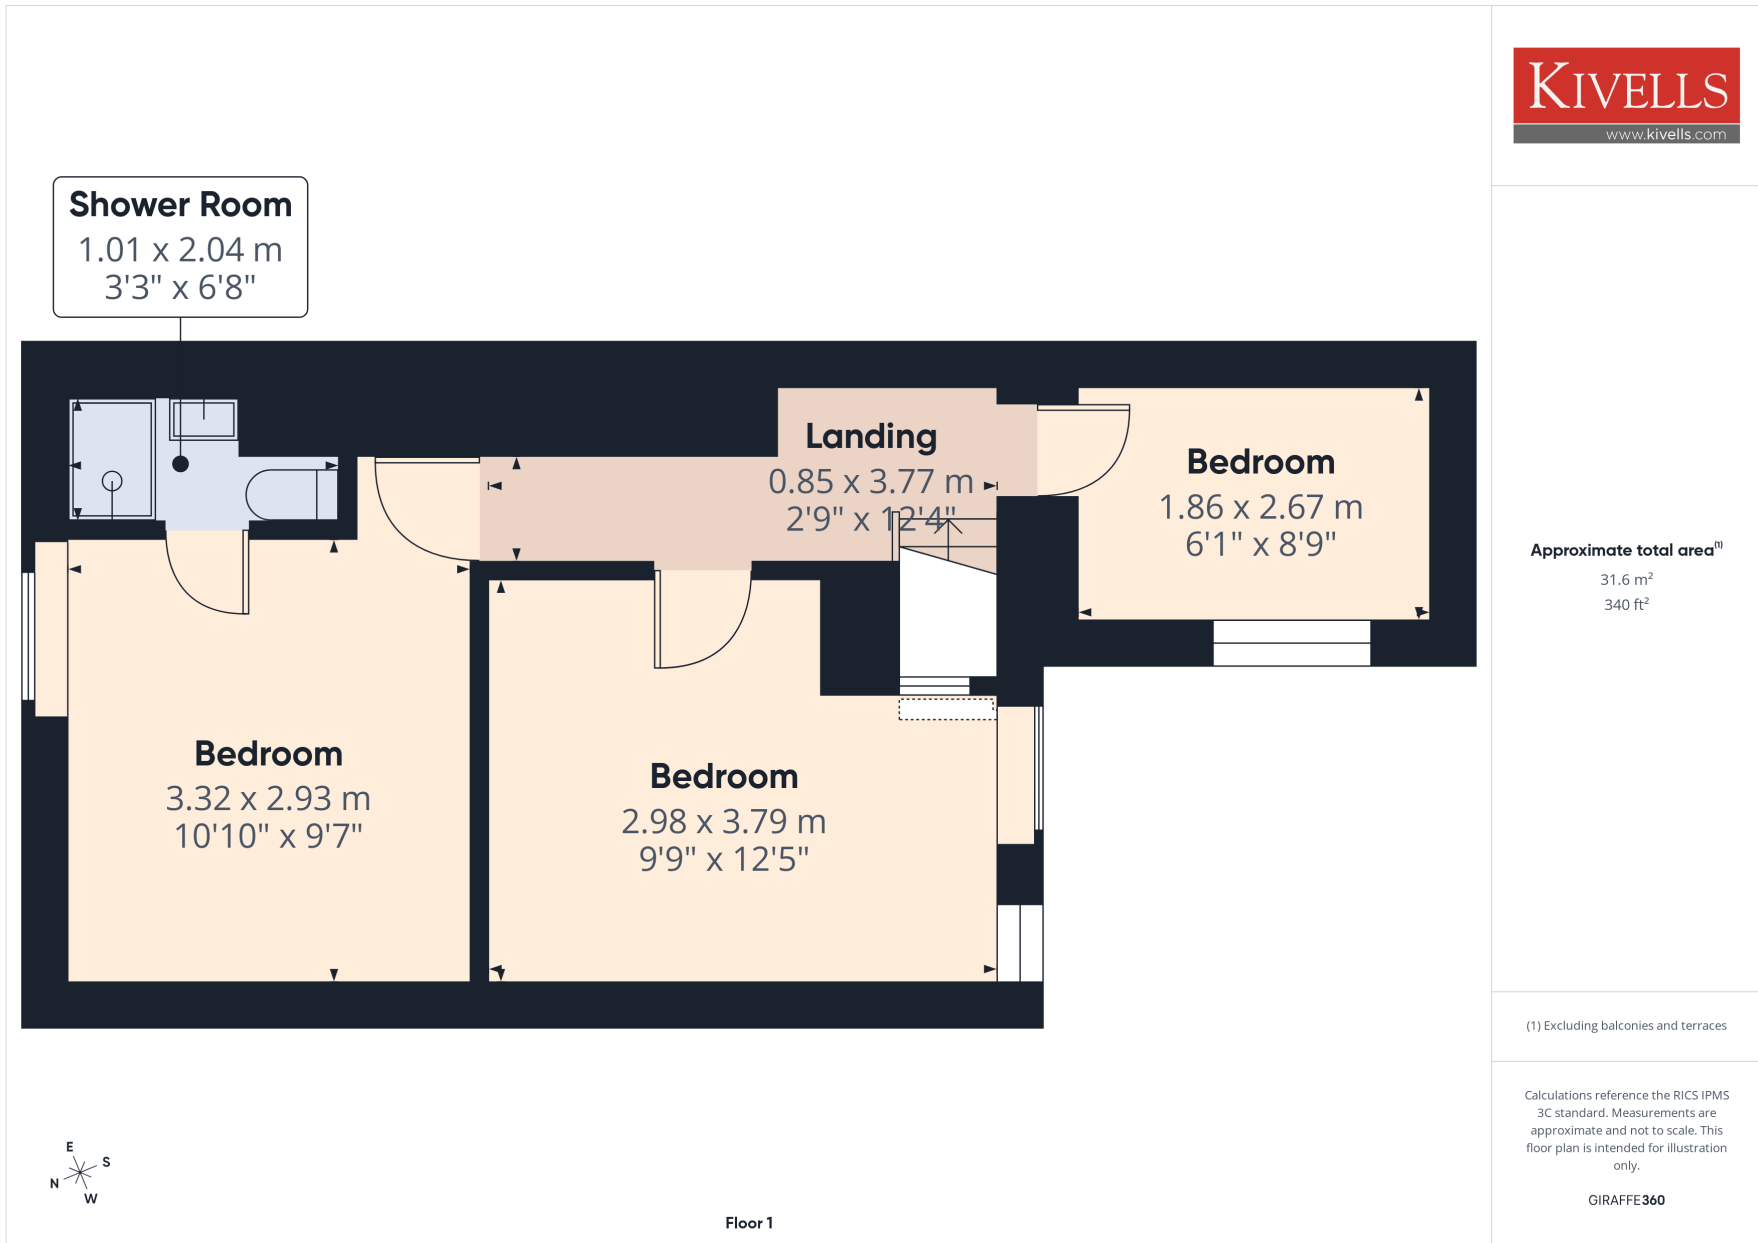 KIVELLS
www.kivells.com
Shower Room
1.01 x 2.04 m
3'3" x 6'8"
Landing
0.85 x 3.77 m
2'9" x 12'4"
Bedroom
1.86 x 2.67 m
6'1" x 8'9"
Bedroom
3.32 x 2.93 m
10'10" x 9'7"
Bedroom
2.98 x 3.79 m
9'9" x 12'5"
Approximate total area(1)
31.6 m²
340 ft²
(1) Excluding balconies and terraces
Calculations reference the RICS IPMS
3C standard. Measurements are
approximate and not to scale. This
floor plan is intended for illustration
only.
GIRAFFE360
E
S
N
W
Floor 1